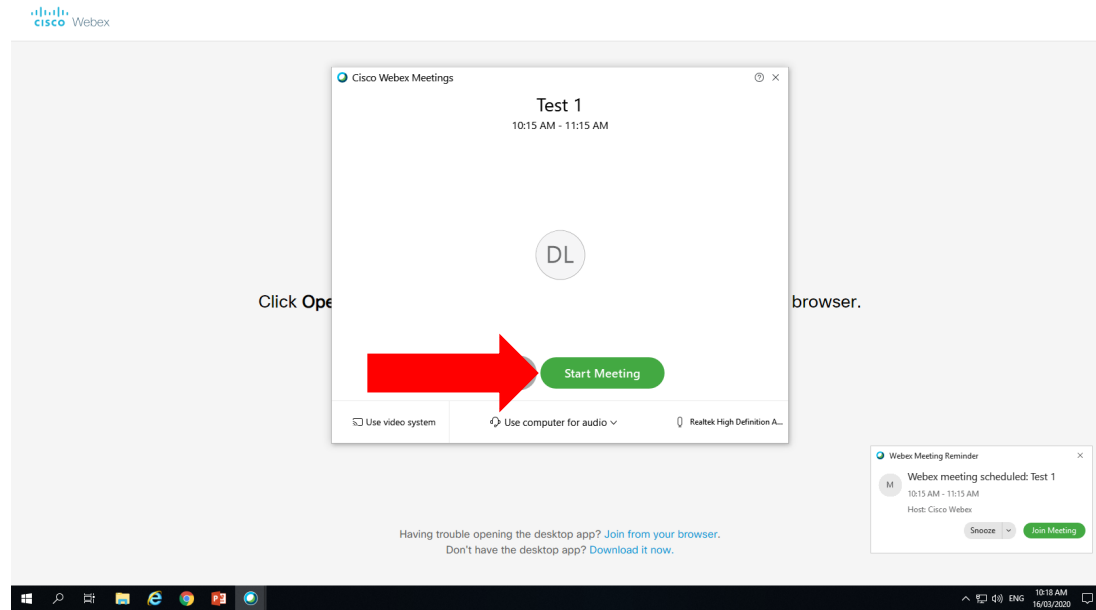 cisco Webex
Cisco Webex Meetings
Test 1
10:15 AM - 11:15 AM
DL
Click Ope
browser.
Start Meeting
Use video system
Use computer for audio
Realtek High Definition A...
Webex Meeting Reminder
M
Webex meeting scheduled: Test 1
10:15 AM - 11:15 AM
Host: Cisco Webex
Snooze
Join Meeting
Having trouble opening the desktop app? Join from your browser.
Don't have the desktop app? Download it now.
ENG
10:18 AM
16/03/2020